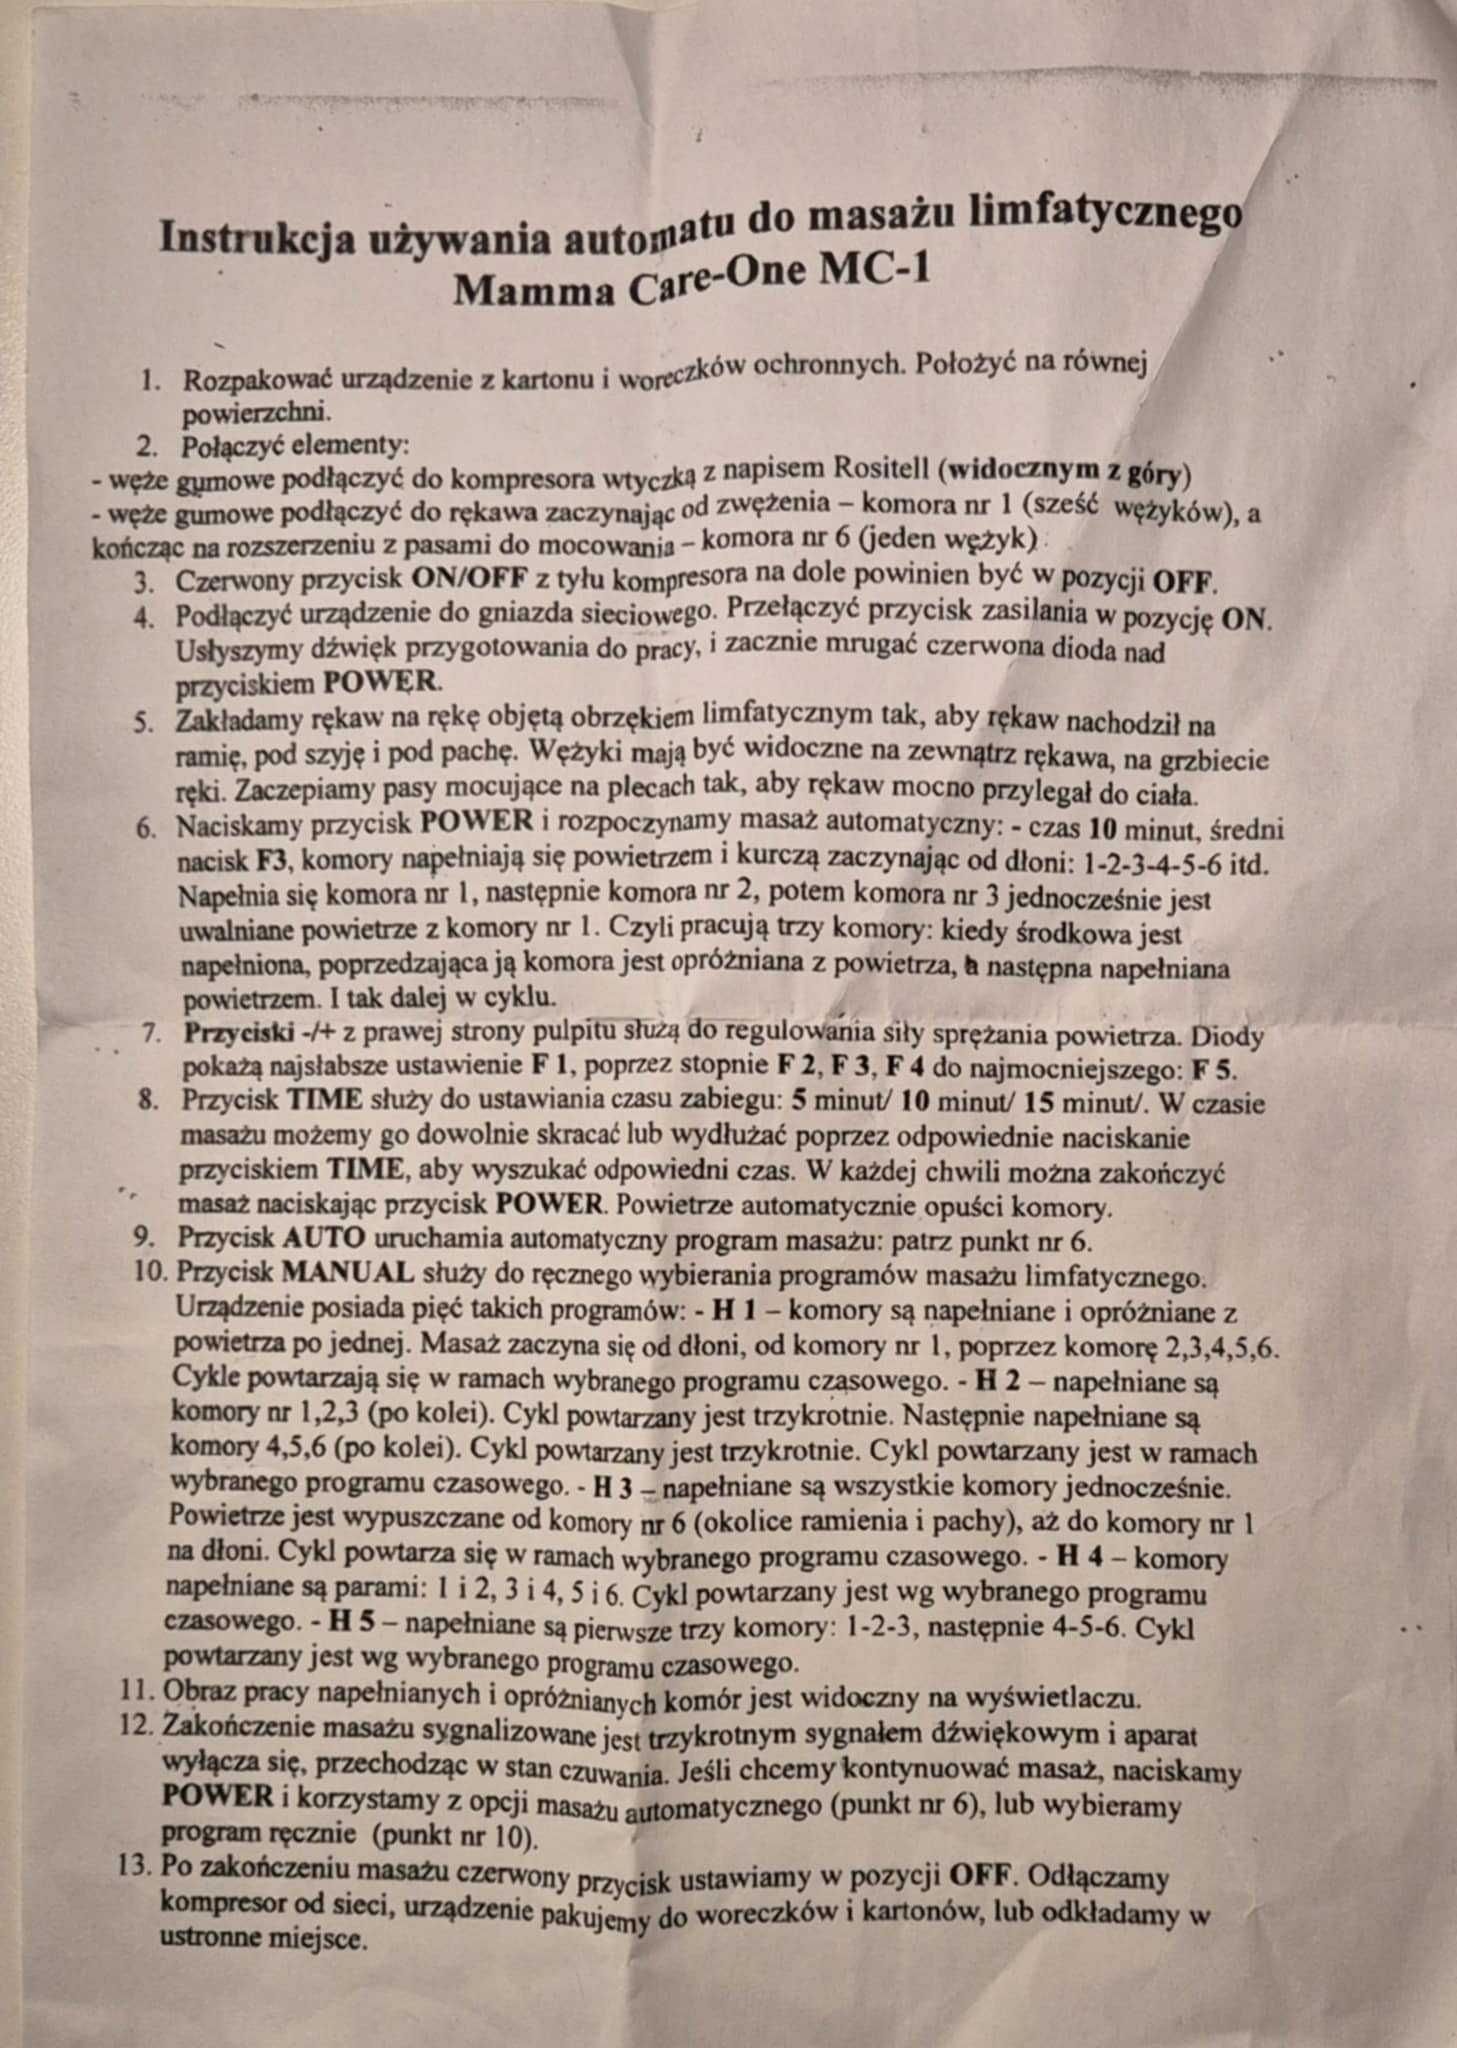 Instrukcja używania automatu do masażu limfatycznego
Mamma Care-One MC-1
1. Rozpakować urządzenie z kartonu i woreczków ochronnych. Położyć na równej
powierzchni.
2. Połączyć elementy:
- węże gumowe podłączyć do kompresora wtyczką z napisem Rositell (widocznym z góry)
- węże gumowe podłączyć do rękawa zaczynając od zwężenia – komora nr 1 (sześć wężyków), a
kończąc na rozszerzeniu z pasami do mocowania – komora nr 6 (jeden wężyk)
3. Czerwony przycisk ON/OFF z tyłu kompresora na dole powinien być w pozycji OFF.
4. Podłączyć urządzenie do gniazda sieciowego. Przełączyć przycisk zasilania w pozycję ON.
Usłyszymy dźwięk przygotowania do pracy, i zacznie mrugać czerwona dioda nad
przyciskiem POWER.
5. Zakładamy rękaw na rękę objętą obrzękiem limfatycznym tak, aby rękaw nachodził na
ramię, pod szyję i pod pachę. Wężyki mają być widoczne na zewnątrz rękawa, na grzbiecie
ręki. Zaczepiamy pasy mocujące na plecach tak, aby rękaw mocno przylegał do ciała.
6. Naciskamy przycisk POWER i rozpoczynamy masaż automatyczny: - czas 10 minut, średni
nacisk F3, komory napełniają się powietrzem i kurczą zaczynając od dłoni: 1-2-3-4-5-6 itd.
Napełnia się komora nr 1, następnie komora nr 2, potem komora nr 3 jednocześnie jest
uwalniane powietrze z komory nr 1. Czyli pracują trzy komory: kiedy środkowa jest
napełniona, poprzedzająca ją komora jest opróżniana z powietrza, a następna napełniana
powietrzem. I tak dalej w cyklu.
7. Przyciski -/+ z prawej strony pulpitu służą do regulowania siły sprężania powietrza. Diody
pokażą najsłabsze ustawienie F 1, poprzez stopnie F 2, F 3, F 4 do najmocniejszego: F 5.
8. Przycisk TIME służy do ustawiania czasu zabiegu: 5 minut/ 10 minut/ 15 minut/. W czasie
masażu możemy go dowolnie skracać lub wydłużać poprzez odpowiednie naciskanie
przyciskiem TIME, aby wyszukać odpowiedni czas. W każdej chwili można zakończyć
masaż naciskając przycisk POWER. Powietrze automatycznie opuści komory.
9. Przycisk AUTO uruchamia automatyczny program masażu: patrz punkt nr 6.
10. Przycisk MANUAL służy do ręcznego wybierania programów masażu limfatycznego.
Urządzenie posiada pięć takich programów: - H 1 – komory są napełniane i opróżniane z
powietrza po jednej. Masaż zaczyna się od dłoni, od komory nr 1, poprzez komorę 2,3,4,5,6.
Cykle powtarzają się w ramach wybranego programu czasowego. - H 2 – napełniane są
komory nr 1,2,3 (po kolei). Cykl powtarzany jest trzykrotnie. Następnie napełniane są
komory 4,5,6 (po kolei). Cykl powtarzany jest trzykrotnie. Cykl powtarzany jest w ramach
wybranego programu czasowego. - H 3 – napełniane są wszystkie komory jednocześnie.
Powietrze jest wypuszczane od komory nr 6 (okolice ramienia i pachy), aż do komory nr 1
na dłoni. Cykl powtarza się w ramach wybranego programu czasowego. - H 4 – komory
napełniane są parami: 1 i 2, 3 i 4, 5 i 6. Cykl powtarzany jest wg wybranego programu
czasowego. - H 5 – napełniane są pierwsze trzy komory: 1-2-3, następnie 4-5-6. Cykl
powtarzany jest wg wybranego programu czasowego.
11. Obraz pracy napełnianych i opróżnianych komór jest widoczny na wyświetlaczu.
12. Zakończenie masażu sygnalizowane jest trzykrotnym sygnałem dźwiękowym i aparat
wyłącza się, przechodząc w stan czuwania. Jeśli chcemy kontynuować masaż, naciskamy
POWER i korzystamy z opcji masażu automatycznego (punkt nr 6), lub wybieramy
program ręcznie (punkt nr 10).
13. Po zakończeniu masażu czerwony przycisk ustawiamy w pozycji OFF. Odłączamy
kompresor od sieci, urządzenie pakujemy do woreczków i kartonów, lub odkładamy w
ustronne miejsce.